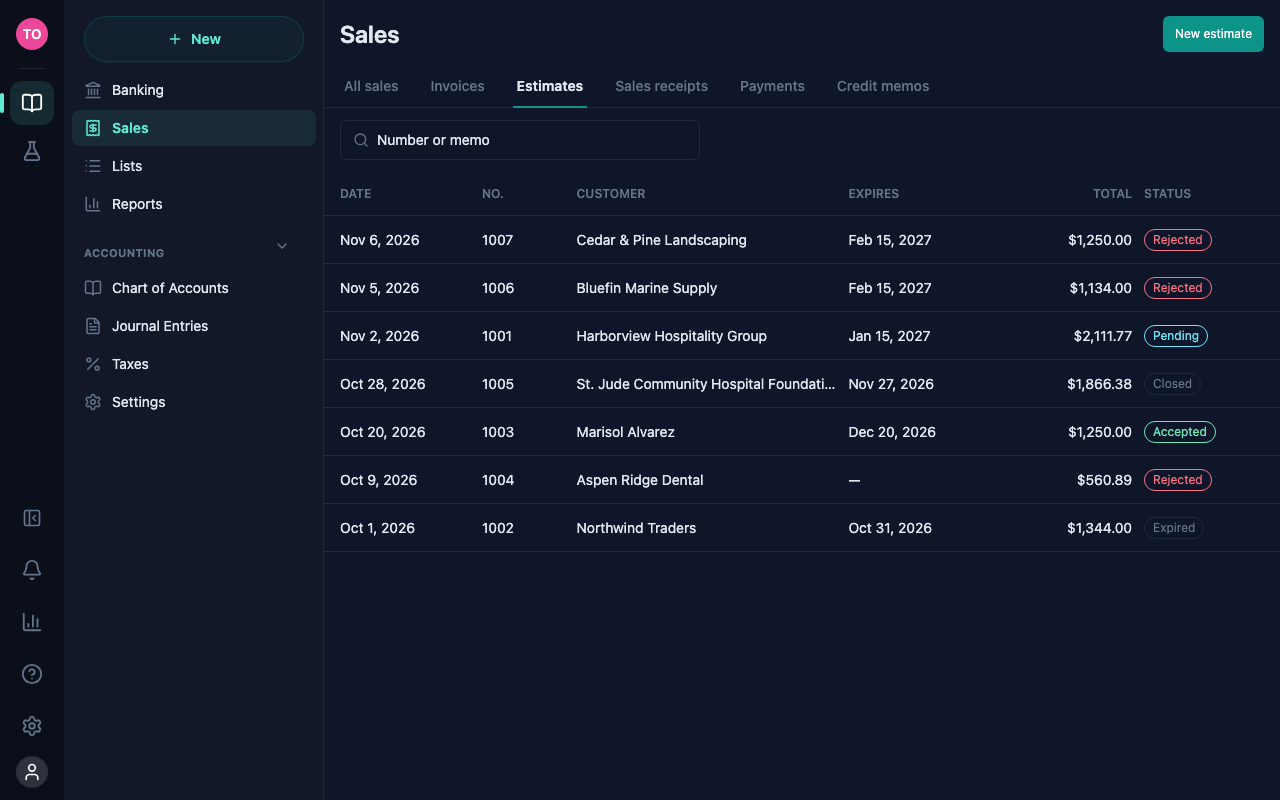 TO
New
Banking
Sales
Lists
Reports
ACCOUNTING
Chart of Accounts
Journal Entries
Taxes
Settings
Sales
New estimate
All sales Invoices Estimates Sales receipts Payments Credit memos
Number or memo
DATE NO. CUSTOMER EXPIRES TOTAL STATUS
Nov 6, 2026 1007 Cedar & Pine Landscaping Feb 15, 2027 $1,250.00 Rejected
Nov 5, 2026 1006 Bluefin Marine Supply Feb 15, 2027 $1,134.00 Rejected
Nov 2, 2026 1001 Harborview Hospitality Group Jan 15, 2027 $2,111.77 Pending
Oct 28, 2026 1005 St. Jude Community Hospital Foundati... Nov 27, 2026 $1,866.38 Closed
Oct 20, 2026 1003 Marisol Alvarez Dec 20, 2026 $1,250.00 Accepted
Oct 9, 2026 1004 Aspen Ridge Dental — $560.89 Rejected
Oct 1, 2026 1002 Northwind Traders Oct 31, 2026 $1,344.00 Expired